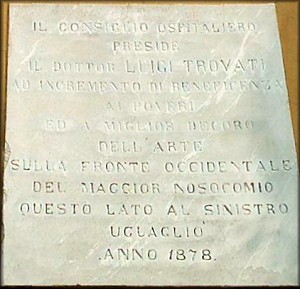 IL CONSIGLIO OSPITALIERO
PRESIDE
IL DOTTOR LUIGI TROVATI
AD INCREMENTO DI BENEFICENZA
AI POVERI
ED A MIGLIOR DECORO
DELL'ARTE
SULLA FRONTE OCCIDENTALE
DEL MAGGIOR NOSOCOMIO
QUESTO LATO AL SINISTRO
UGUAGLIÒ
ANNO 1878.